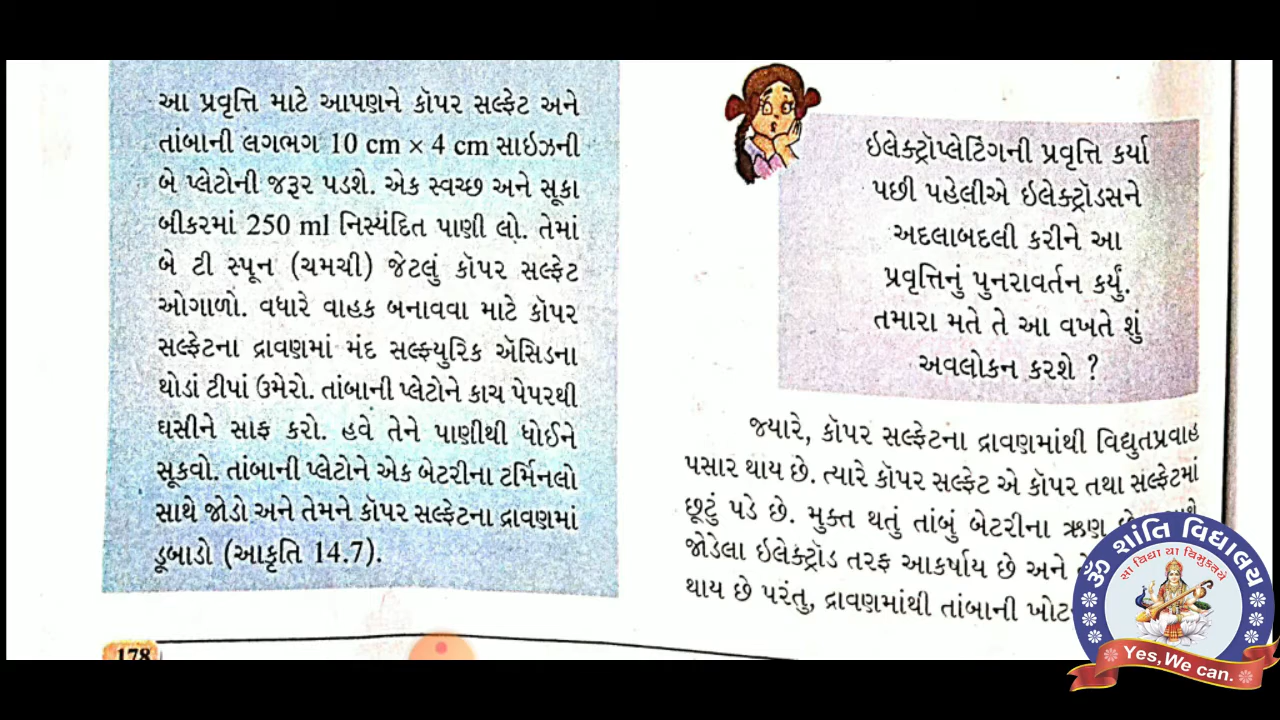 આ પ્રવૃત્તિ માટે આપણને કૉપર સલ્ફેટ અને
તાંબાની લગભગ 10 cm × 4 cm સાઇઝની
બે પ્લેટોની જરૂર પડશે. એક સ્વચ્છ અને સૂકા
બીકરમાં 250 ml નિસ્યંદિત પાણી લો. તેમાં
બે ટી સ્પૂન (ચમચી) જેટલું કૉપર સલ્ફેટ
ઓગાળો. વધારે વાહક બનાવવા માટે કૉપર
સલ્ફેટના દ્રાવણમાં મંદ સલ્ફ્યુરિક ઍસિડના
થોડાં ટીપાં ઉમેરો. તાંબાની પ્લેટોને કાચ પેપરથી
ઘસીને સાફ કરો. હવે તેને પાણીથી ધોઈને
સૂકવો. તાંબાની પ્લેટોને એક બેટરીના ટર્મિનલો
સાથે જોડો અને તેમને કૉપર સલ્ફેટના દ્રાવણમાં
ડૂબાડો (આકૃતિ 14.7).
178
ઇલેક્ટ્રૉપ્લેટિંગની પ્રવૃત્તિ કર્યા
પછી પહેલીએ ઇલેક્ટ્રૉડસને
અદલાબદલી કરીને આ
પ્રવૃત્તિનું પુનરાવર્તન કર્યું.
તમારા મતે તે આ વખતે શું
અવલોકન કરશે ?
જ્યારે, કૉપર સલ્ફેટના દ્રાવણમાંથી વિદ્યુતપ્રવાહ
પસાર થાય છે. ત્યારે કૉપર સલ્ફેટ એ કૉપર તથા સલ્ફેટમાં
છૂટું પડે છે. મુક્ત થતું તાંબું બેટરીના ઋણ
જોડેલા ઇલેક્ટ્રૉડ તરફ આકર્ષાય છે અને
થાય છે પરંતુ, દ્રાવણમાંથી તાંબાની
ૐ શાંતિ વિદ્યાલય
સા વિદ્યા યા વિમુક્તયે
Yes, We can.